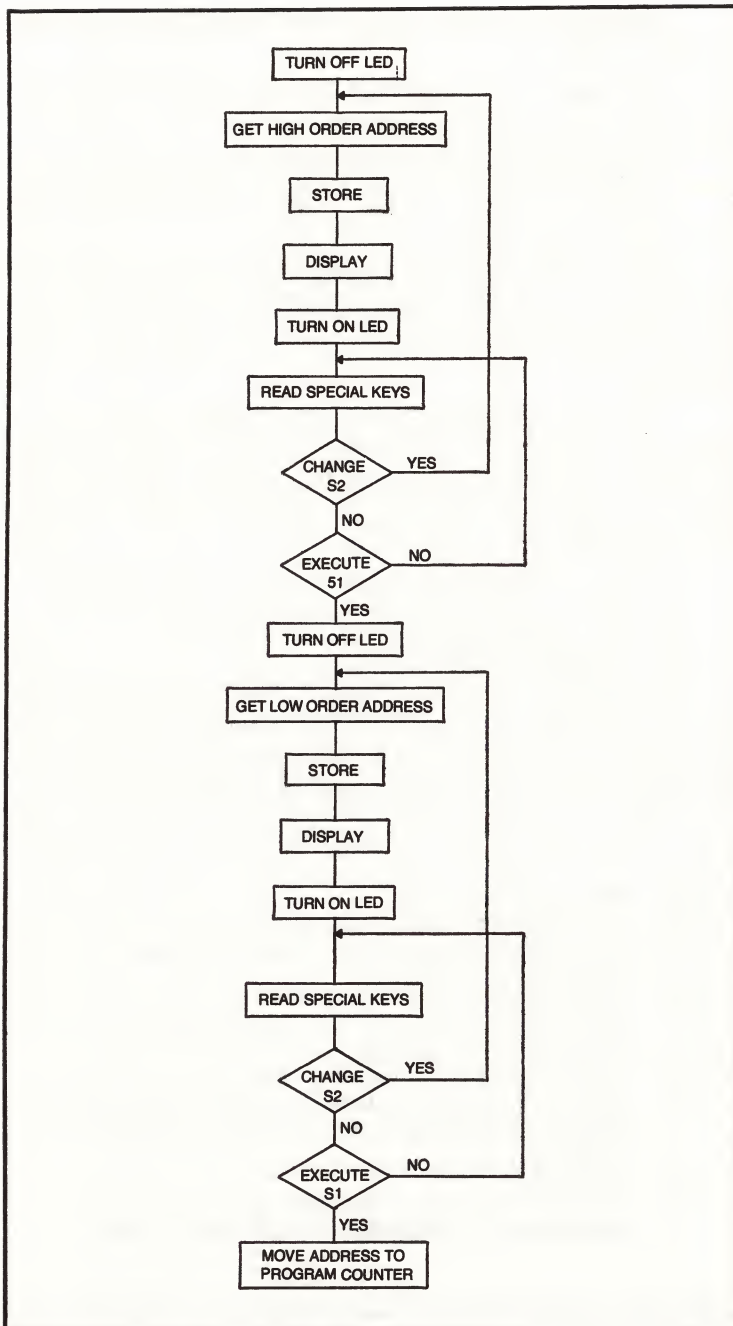 TURN OFF LED
GET HIGH ORDER ADDRESS
STORE
DISPLAY
TURN ON LED
READ SPECIAL KEYS
CHANGE
S2
YES
NO
EXECUTE
51
NO
YES
TURN OFF LED
GET LOW ORDER ADDRESS
STORE
DISPLAY
TURN ON LED
READ SPECIAL KEYS
CHANGE
S2
YES
NO
EXECUTE
S1
NO
YES
MOVE ADDRESS TO
PROGRAM COUNTER